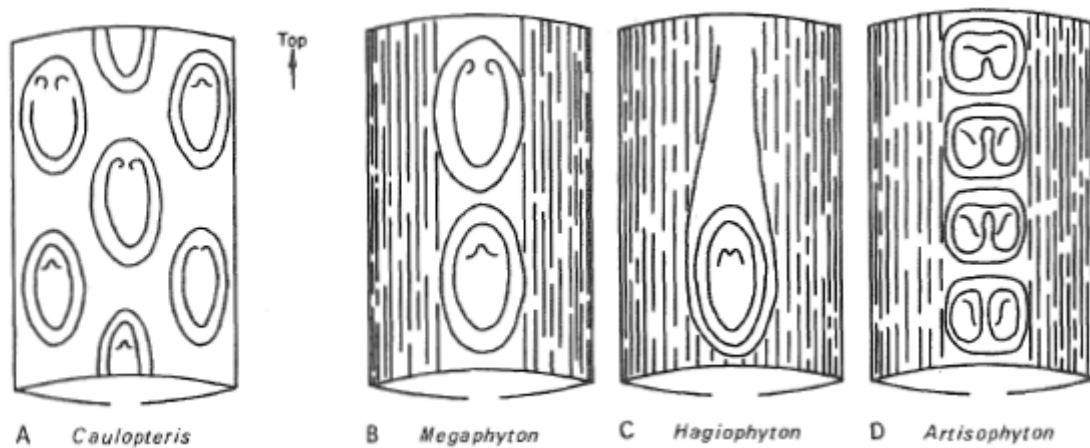 Top
A Caulopteris
B Megaphyton
C Hagiophyton
D Artisophyton